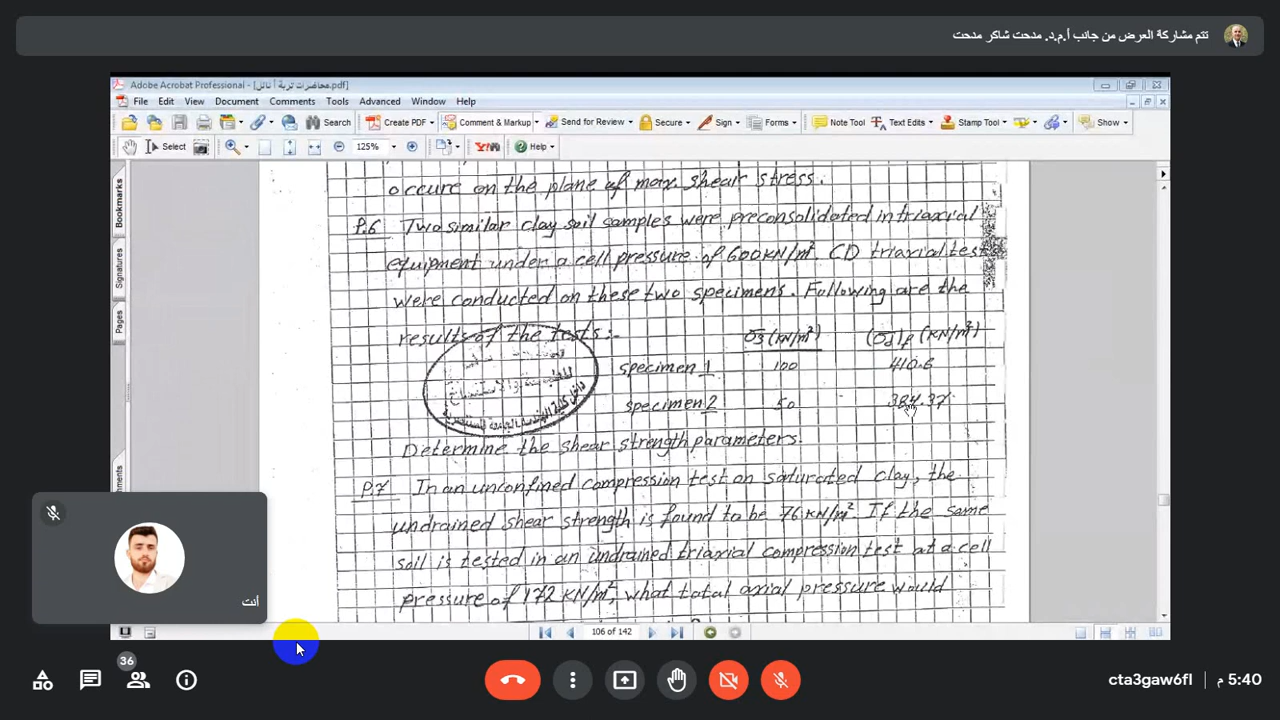 تتم مشاركة العرض من جانب أ.م.د. مدحت شاكر مدحت
Adobe Acrobat Professional - [محاضرات تربة أ نائل.pdf]
File Edit View Document Comments Tools Advanced Window Help
Search Create PDF Comment & Markup Send for Review Secure Sign Forms Note Tool Text Edits Stamp Tool Show
Select 125% Y! Help
Bookmarks
Signatures
Pages
occure on the plane of max shear stress.
P.6 Two similar clay soil samples were preconsolidated in triaxial
equipment under a cell pressure of 600 KN/m². CD triaxial test
were conducted on these two specimens. Following are the
results of the tests:- σ3 (KN/m²) (σd)f (KN/m²)
specimen 1 100 410.6
specimen 2 50 384.37
Determine the shear strength parameters.
P.7 In an unconfined compression test on saturated clay, the
undrained shear strength is found to be 76 KN/m². If the same
soil is tested in an undrained triaxial compression test at a cell
pressure of 172 KN/m², what total axial pressure would
أنت
106 of 142
36
cta3gaw6fl
5:40 م